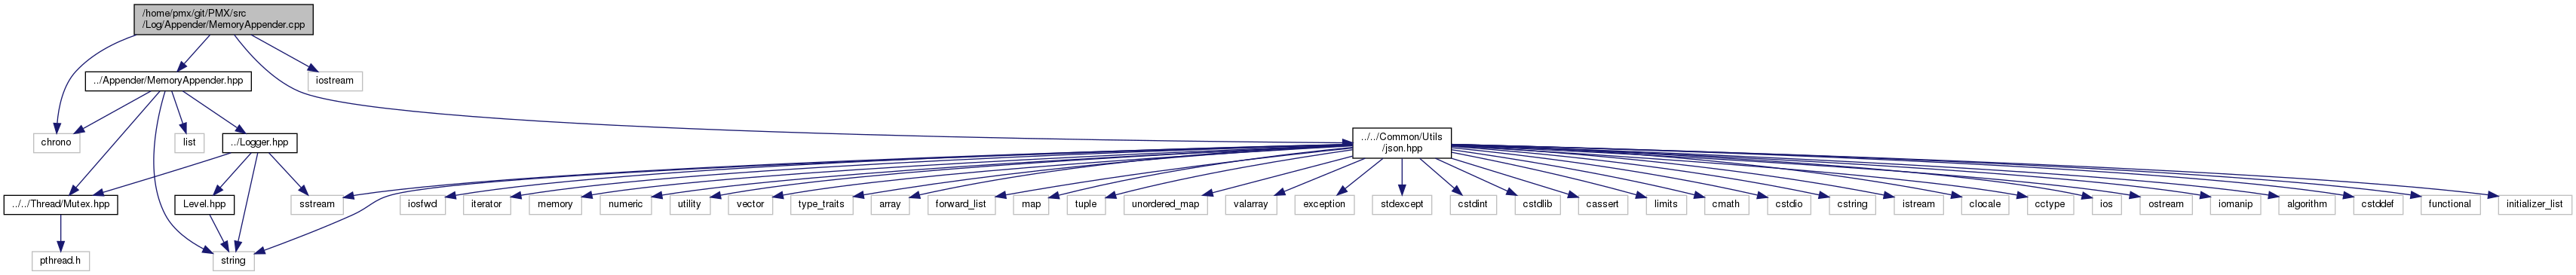 /home/pmx/git/PMX/src
/Log/Appender/MemoryAppender.cpp
../Appender/MemoryAppender.hpp
iostream
chrono
list
../Logger.hpp
../../Common/Utils
/json.hpp
../../Thread/Mutex.hpp
Level.hpp
sstream
iosfwd
iterator
memory
numeric
utility
vector
type_traits
array
forward_list
map
tuple
unordered_map
valarray
exception
stdexcept
cstdint
cstdlib
cassert
limits
cmath
cstdio
cstring
istream
clocale
cctype
ios
ostream
iomanip
algorithm
cstddef
functional
initializer_list
pthread.h
string